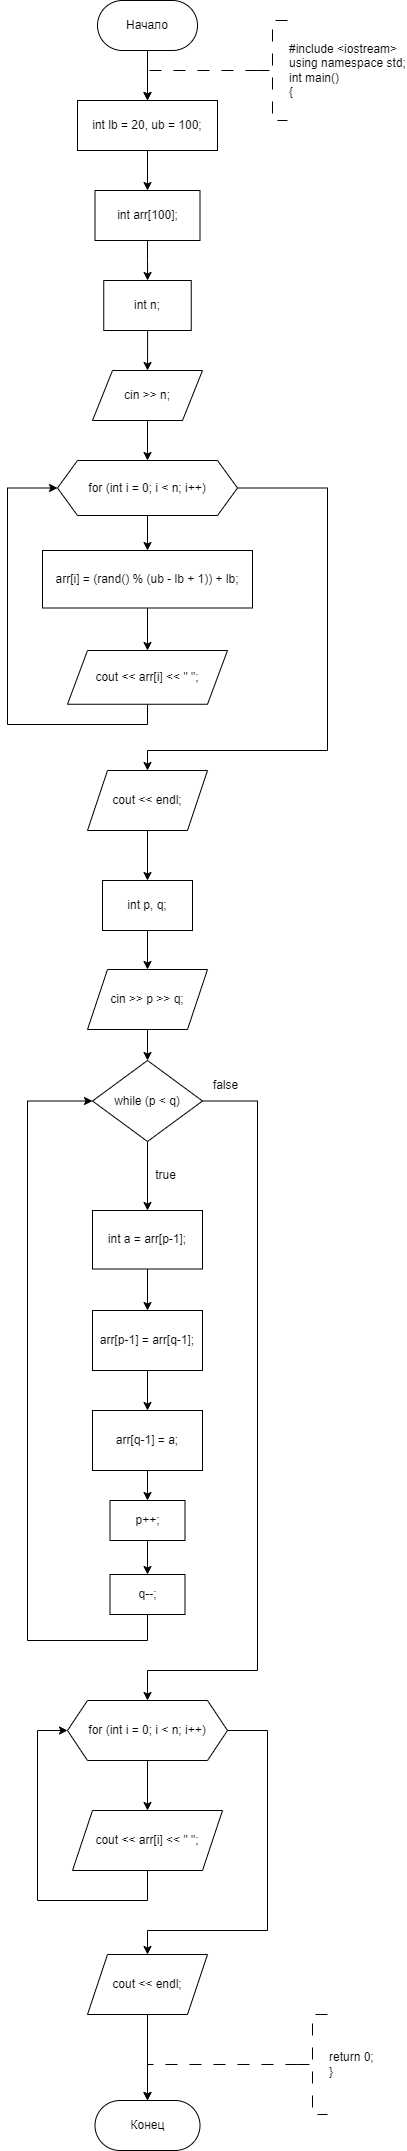 Начало
#include <iostream>
using namespace std;
int main()
{
int lb = 20, ub = 100;
int arr[100];
int n;
cin >> n;
for (int i = 0; i < n; i++)
arr[i] = (rand() % (ub - lb + 1)) + lb;
cout << arr[i] << " ";
cout << endl;
int p, q;
cin >> p >> q;
while (p < q)
false
true
int a = arr[p-1];
arr[p-1] = arr[q-1];
arr[q-1] = a;
p++;
q--;
for (int i = 0; i < n; i++)
cout << arr[i] << " ";
cout << endl;
return 0;
}
Конец